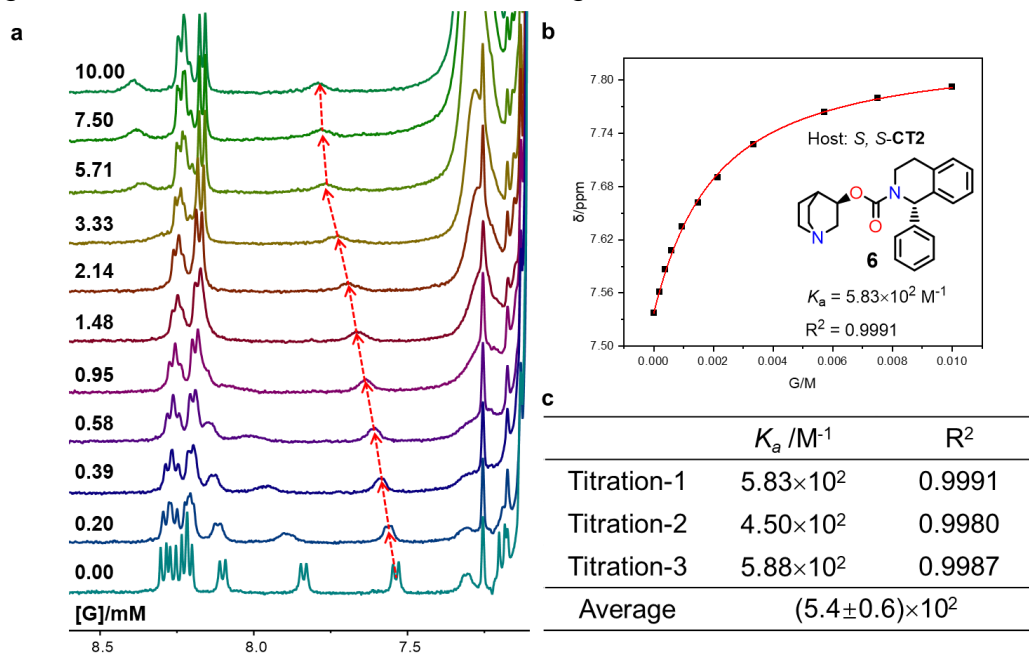 a
10.00
7.50
5.71
3.33
2.14
1.48
0.95
0.58
0.39
0.20
0.00
[G]/mM
8.5 8.0 7.5
b
7.80
7.74
7.68
7.62
7.56
7.50
δ/ppm
Host: S, S-CT2
O
N
O
N
6
Kₐ = 5.83×10² M⁻¹
R² = 0.9991
0.000 0.002 0.004 0.006 0.008 0.010
G/M
c
Kₐ /M⁻¹ R²
Titration-1 5.83×10² 0.9991
Titration-2 4.50×10² 0.9980
Titration-3 5.88×10² 0.9987
Average (5.4±0.6)×10²